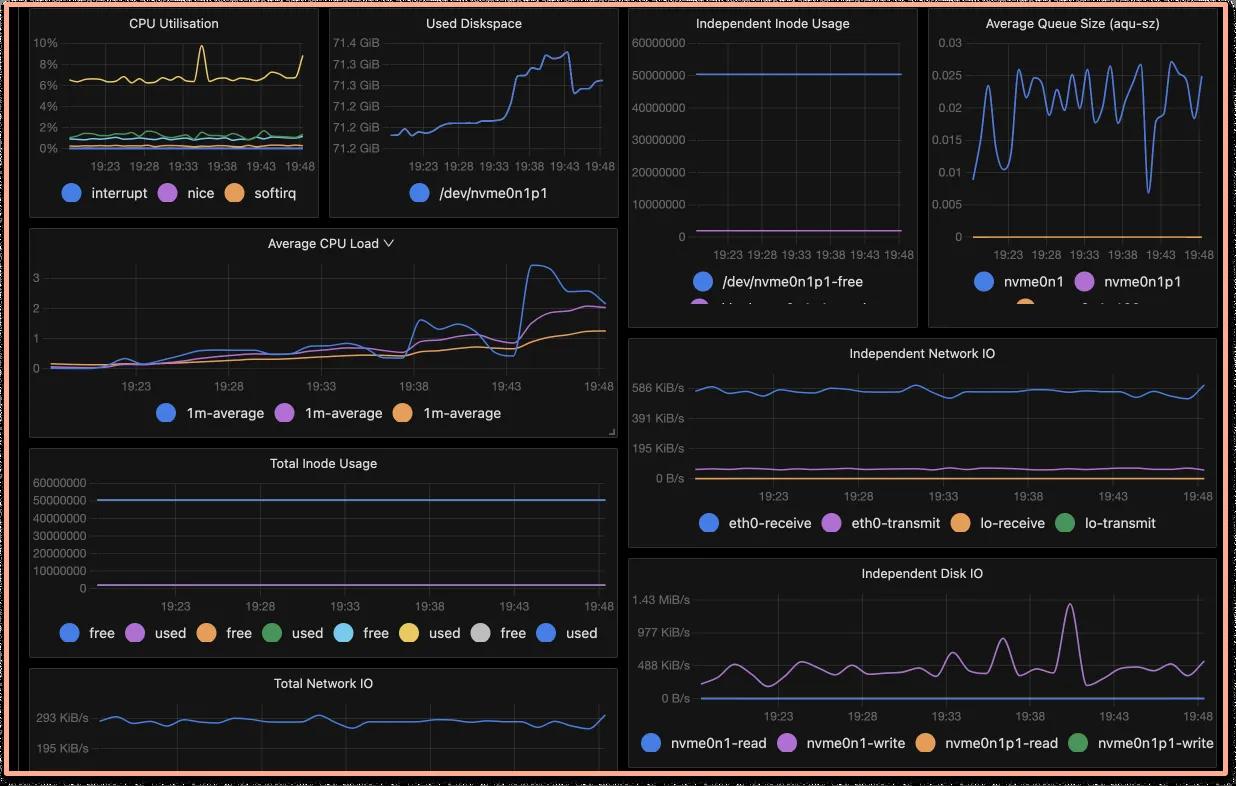 CPU Utilisation
10%
8%
6%
4%
2%
0%
19:23 19:28 19:33 19:38 19:43 19:48
interrupt nice softirq
Used Diskspace
71.4 GiB
71.3 GiB
71.3 GiB
71.2 GiB
71.2 GiB
71.2 GiB
19:23 19:28 19:33 19:38 19:43 19:48
/dev/nvme0n1p1
Independent Inode Usage
60000000
50000000
40000000
30000000
20000000
10000000
0
19:23 19:28 19:33 19:38 19:43 19:48
/dev/nvme0n1p1-free
Average Queue Size (aqu-sz)
0.03
0.025
0.02
0.015
0.01
0.005
0
19:23 19:28 19:33 19:38 19:43 19:48
nvme0n1 nvme0n1p1
Average CPU Load
3
2
1
0
19:23 19:28 19:33 19:38 19:43 19:48
1m-average 1m-average 1m-average
Independent Network IO
586 KiB/s
391 KiB/s
195 KiB/s
0 B/s
19:23 19:28 19:33 19:38 19:43 19:48
eth0-receive eth0-transmit lo-receive lo-transmit
Total Inode Usage
60000000
50000000
40000000
30000000
20000000
10000000
0
19:23 19:28 19:33 19:38 19:43 19:48
free used free used free used free used
Independent Disk IO
1.43 MiB/s
977 KiB/s
488 KiB/s
0 B/s
19:23 19:28 19:33 19:38 19:43 19:48
nvme0n1-read nvme0n1-write nvme0n1p1-read nvme0n1p1-write
Total Network IO
293 KiB/s
195 KiB/s